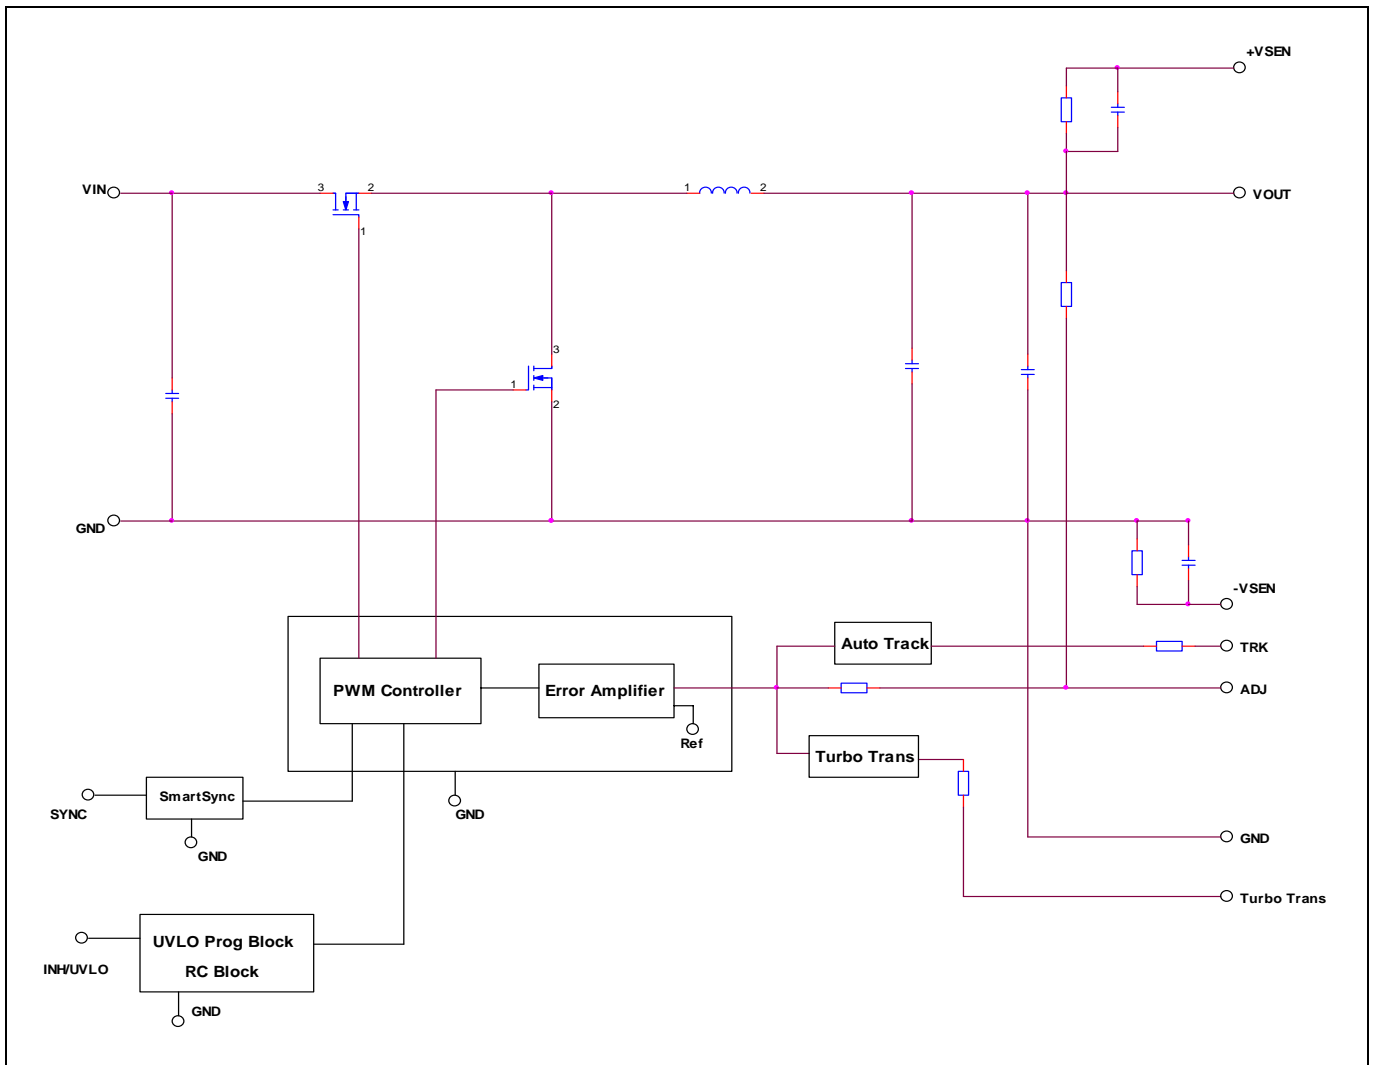 +VSEN
VIN
3
2
1
1
2
VOUT
3
1
2
GND
-VSEN
Auto Track
TRK
PWM Controller
Error Amplifier
ADJ
Ref
Turbo Trans
SmartSync
SYNC
GND
GND
GND
Turbo Trans
UVLO Prog Block
RC Block
INH/UVLO
GND